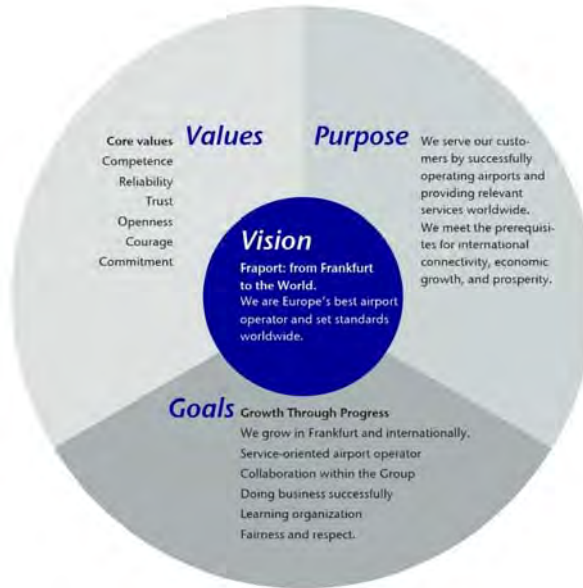 Values
Core values
Competence
Reliability
Trust
Openness
Courage
Commitment
Purpose
We serve our custo-
mers by successfully
operating airports and
providing relevant
services worldwide.
We meet the prerequisi-
tes for international
connectivity, economic
growth, and prosperity.
Vision
Fraport: from Frankfurt
to the World.
We are Europe's best airport
operator and set standards
worldwide.
Goals
Growth Through Progress
We grow in Frankfurt and internationally.
Service-oriented airport operator
Collaboration within the Group
Doing business successfully
Learning organization
Fairness and respect.